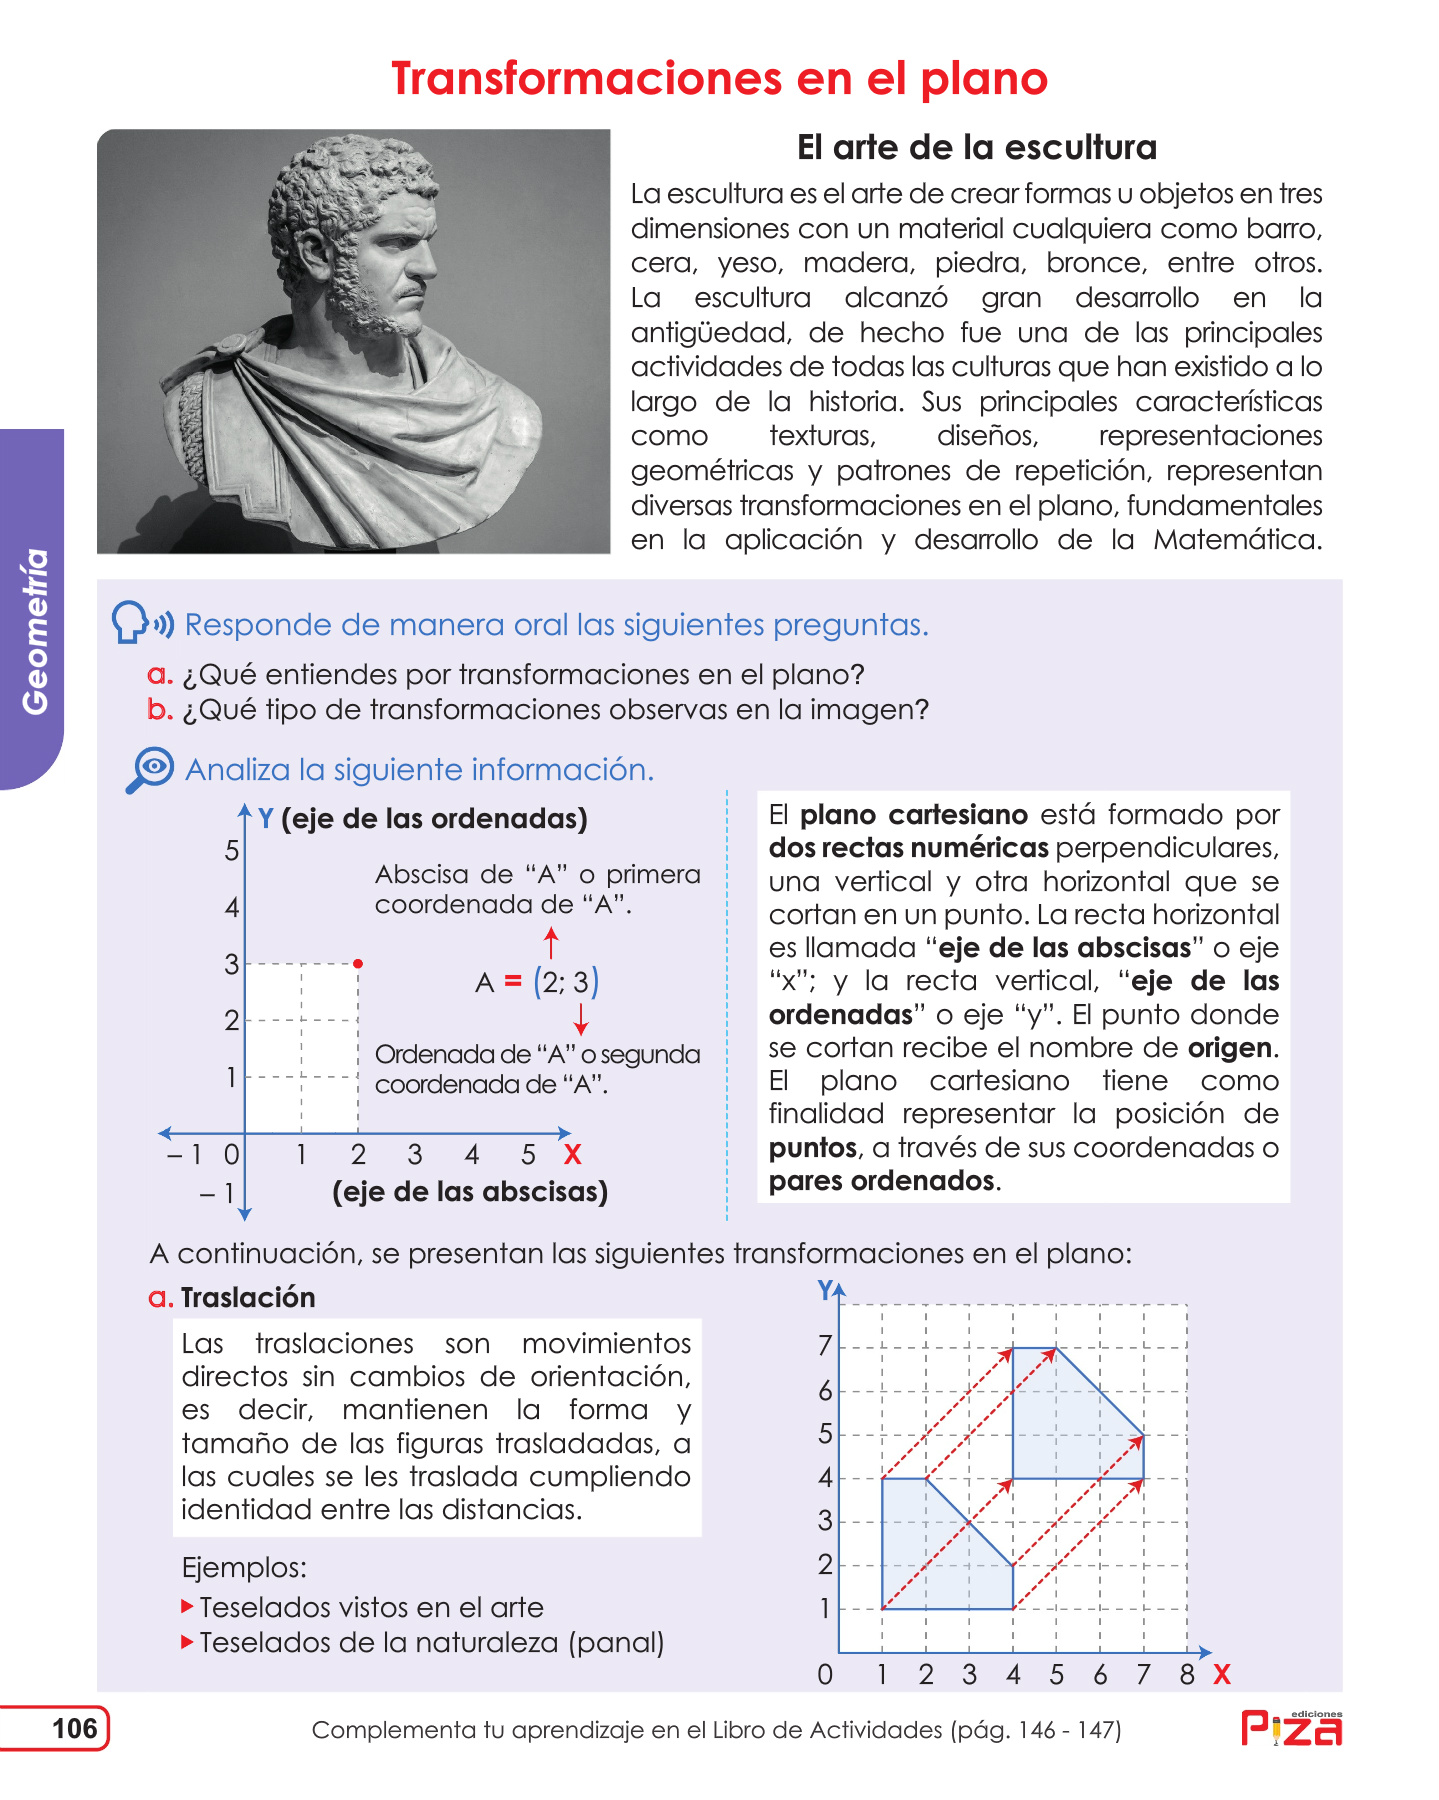 Transformaciones en el plano
El arte de la escultura
La escultura es el arte de crear formas u objetos en tres
dimensiones con un material cualquiera como barro,
cera, yeso, madera, piedra, bronce, entre otros.
La escultura alcanzó gran desarrollo en la
antigüedad, de hecho fue una de las principales
actividades de todas las culturas que han existido a lo
largo de la historia. Sus principales características
como texturas, diseños, representaciones
geométricas y patrones de repetición, representan
diversas transformaciones en el plano, fundamentales
en la aplicación y desarrollo de la Matemática.
Geometría
Responde de manera oral las siguientes preguntas.
a. ¿Qué entiendes por transformaciones en el plano?
b. ¿Qué tipo de transformaciones observas en la imagen?
Analiza la siguiente información.
Y (eje de las ordenadas)
5
4
3
2
1
Abscisa de “A” o primera
coordenada de “A”.
A = (2; 3)
Ordenada de “A” o segunda
coordenada de “A”.
– 1 0 1 2 3 4 5 X
– 1
(eje de las abscisas)
El plano cartesiano está formado por
dos rectas numéricas perpendiculares,
una vertical y otra horizontal que se
cortan en un punto. La recta horizontal
es llamada “eje de las abscisas” o eje
“x”; y la recta vertical, “eje de las
ordenadas” o eje “y”. El punto donde
se cortan recibe el nombre de origen.
El plano cartesiano tiene como
finalidad representar la posición de
puntos, a través de sus coordenadas o
pares ordenados.
A continuación, se presentan las siguientes transformaciones en el plano:
a. Traslación
Las traslaciones son movimientos
directos sin cambios de orientación,
es decir, mantienen la forma y
tamaño de las figuras trasladadas, a
las cuales se les traslada cumpliendo
identidad entre las distancias.
Ejemplos:
Teselados vistos en el arte
Teselados de la naturaleza (panal)
Y
7
6
5
4
3
2
1
0 1 2 3 4 5 6 7 8 X
106
Complementa tu aprendizaje en el Libro de Actividades (pág. 146 - 147)
ediciones
Piza